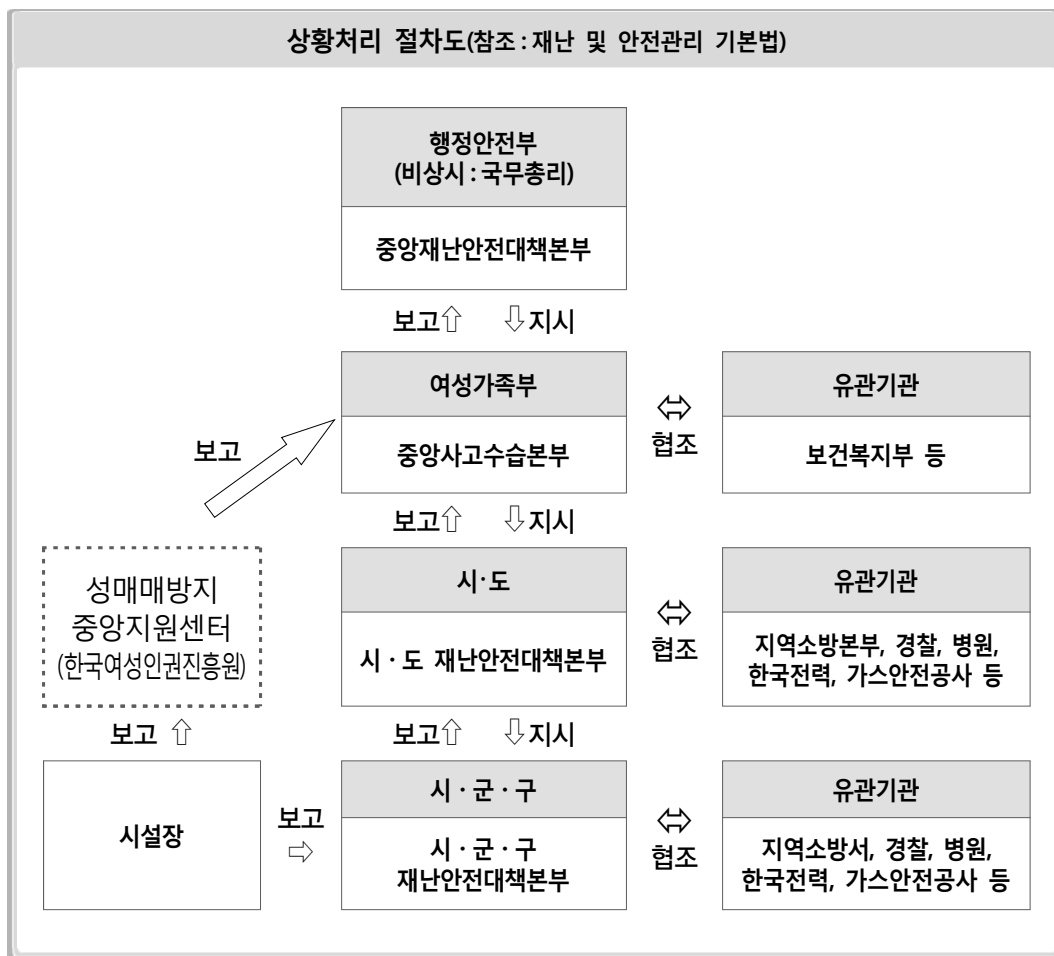 상황처리 절차도(참조 : 재난 및 안전관리 기본법)
행정안전부
(비상시 : 국무총리)
중앙재난안전대책본부
보고⇧ ⇩지시
여성가족부
중앙사고수습본부
⇔
협조
유관기관
보건복지부 등
보고
보고⇧ ⇩지시
성매매방지
중앙지원센터
(한국여성인권진흥원)
시·도
시 · 도 재난안전대책본부
⇔
협조
유관기관
지역소방본부, 경찰, 병원,
한국전력, 가스안전공사 등
보고 ⇧
보고⇧ ⇩지시
시설장
보고
⇨
시 · 군 · 구
시 · 군 · 구
재난안전대책본부
⇔
협조
유관기관
지역소방서, 경찰, 병원,
한국전력, 가스안전공사 등